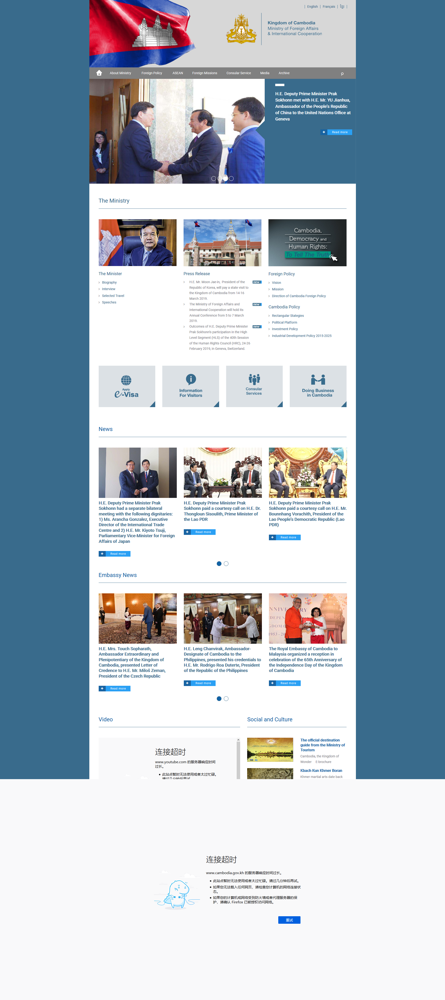 English
Français
ខ្មែរ
Kingdom of Cambodia
Ministry of Foreign Affairs
& International Cooperation
About Ministry
Foreign Policy
ASEAN
Foreign Missions
Consular Service
Media
Archive
H.E. Deputy Prime Minister Prak
Sokhonn met with H.E. Mr. YU Jianhua,
Ambassador of the People's Republic
of China to the United Nations Office at
Geneva
Read more
The Ministry
Cambodia,
Democracy and
Human Rights:
To Tell The Truth
The Minister
Biography
Interview
Selected Travel
Speeches
Press Release
H.E. Mr. Moon Jae-in, President of the
Republic of Korea, will pay a state visit to
the Kingdom of Cambodia from 14-16
March 2019.
new
The Ministry of Foreign Affairs and
International Cooperation will hold its
Annual Conference from 5 to 7 March
2019.
new
Outcomes of H.E. Deputy Prime Minister
Prak Sokhonn's participation in the High
Level Segment (HLS) of the 40th Session
of the Human Rights Council (HRC), 24-26
February 2019, in Geneva, Switzerland.
new
Foreign Policy
Vision
Mission
Direction of Cambodia Foreign Policy
Cambodia Policy
Rectangular Stategies
Political Platform
Investment Policy
Industrial Development Policy 2015-2025
Apply
e-Visa
Information
For Visitors
Consular
Services
Doing Business
in Cambodia
News
H.E. Deputy Prime Minister Prak
Sokhonn had a separate bilateral
meeting with the following dignitaries:
1) Ms. Arancha Gonzalez, Executive
Director of the International Trade
Centre and 2) H.E. Mr. Kiyoto Tsuji,
Parliamentary Vice-Minister for Foreign
Affairs of Japan
Read more
H.E. Deputy Prime Minister Prak
Sokhonn paid a courtesy call on H.E. Dr.
Thongloun Sisoulith, Prime Minister of
the Lao PDR
Read more
H.E. Deputy Prime Minister Prak
Sokhonn paid a courtesy call on H.E. Mr.
Bounnhang Vorachith, President of the
Lao People's Democratic Republic (Lao
PDR)
Read more
Embassy News
H.E. Mrs. Touch Sopharath,
Ambassador Extraordinary and
Plenipotentiary of the Kingdom of
Cambodia, presented Letter of
Credence to H.E. Mr. Miloš Zeman,
President of the Czech Republic
Read more
H.E. Leng Chanvirak, Ambassador-
Designate of Cambodia to the
Philippines, presented his credentials to
H.E. Mr. Rodrigo Roa Duterte, President
of the Republic of the Philippines
Read more
The Royal Embassy of Cambodia to
Malaysia organized a reception in
celebration of the 65th Anniversary of
the Independence Day of the Kingdom
of Cambodia
Read more
Video
连接超时
www.youtube.com 的服务器响应时间
过长。
此站点暂时无法使用或者太过忙碌。
请过几分钟后再试
Social and Culture
The official destination
guide from the Ministry of
Tourism
Cambodia, the Kingdom of
Wonder E-brochure
Kbach Kun Khmer Boran
Khmer martial arts date back
连接超时
www.cambodia.gov.kh 的服务器响应时间过长。
此站点暂时无法使用或者太过忙碌。请过几分钟后再试。
如果您无法载入任何网页，请检查您计算机的网络连接状
态。
如果您的计算机或网络受到防火墙或者代理服务器的保
护，请确认 Firefox 已被授权访问网络。
重试